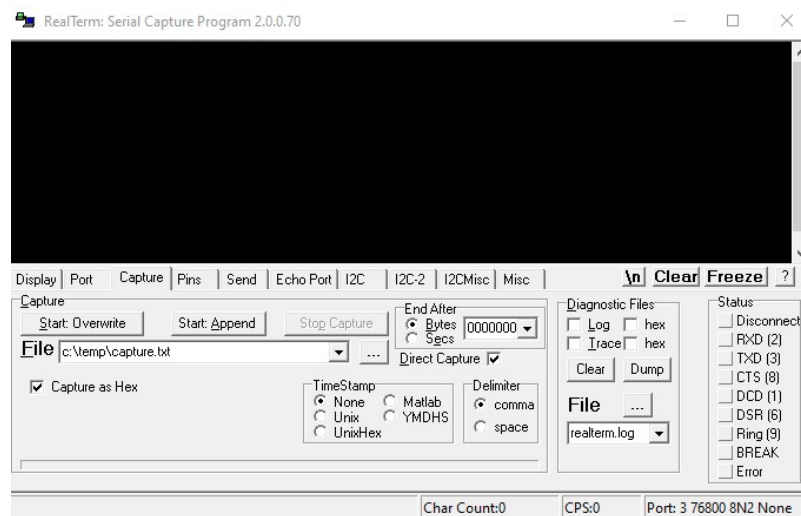 RealTerm: Serial Capture Program 2.0.0.70
Display Port Capture Pins Send Echo Port I2C I2C-2 I2CMisc Misc \n Clear Freeze ?
Capture
Start: Overwrite Start: Append Stop Capture
End After
Bytes
Secs
0000000
File c:\temp\capture.txt ...
Direct Capture
Capture as Hex
TimeStamp
None Matlab
Unix YMDHS
UnixHex
Delimiter
comma
space
Diagnostic Files
Log hex
Trace hex
Clear Dump
File ...
realterm.log
Status
Disconnect
RXD (2)
TXD (3)
CTS (8)
DCD (1)
DSR (6)
Ring (9)
BREAK
Error
Char Count:0 CPS:0 Port: 3 76800 8N2 None